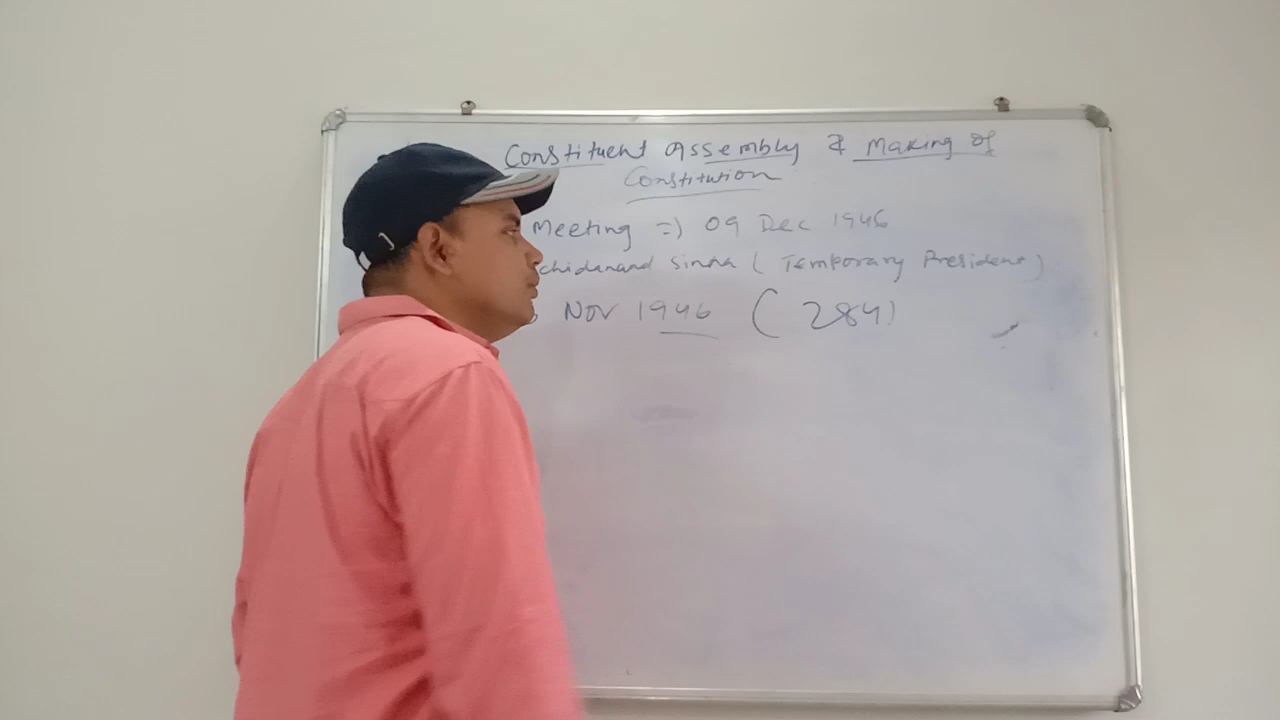 Constituent assembly & Making of
Constitution
Meeting => 09 Dec 1946
chidanand sinha ( Temporary President )
Nov 1946 ( 284)